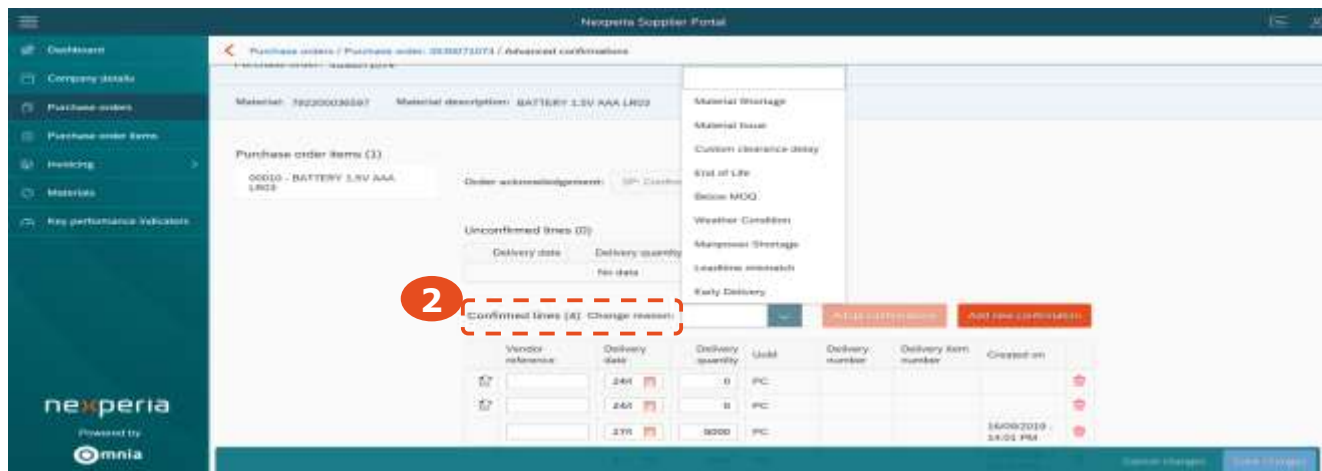 Nexperia Supplier Portal
Dashboard
Company details
Purchase orders
Purchase order items
Invoicing
Materials
Key performance indicators
Purchase orders / Purchase order: / Advanced confirmations
Material: Material description: BATTERY 1.5V AAA LR03
Purchase order items (1)
00010 - BATTERY 1.5V AAA
LR03
Order acknowledgement:
Material Shortage
Material Issue
Custom clearance delay
End of Life
Below MOQ
Weather Condition
Manpower Shortage
Leadtime mismatch
Early Delivery
Unconfirmed lines (0)
Delivery date Delivery quantity
No data
2
Confirmed lines (4) Change reason:
Add new confirmation
Vendor reference Delivery date Delivery quantity UoM Delivery number Delivery item number Created on
0 PC
0 PC
PC
nexperia
Powered by
Omnia
Cancel changes Save changes